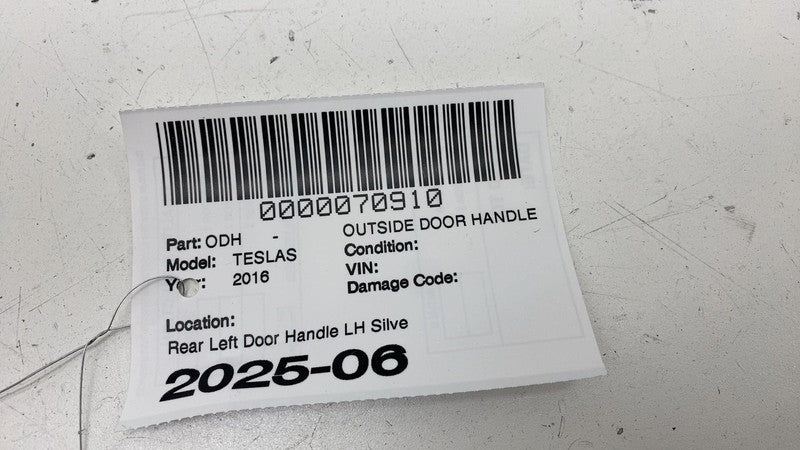 0000070910
Part: ODH - OUTSIDE DOOR HANDLE
Model: TESLAS Condition:
Year: 2016 VIN:
Damage Code:
Location:
Rear Left Door Handle LH Silve
2025-06